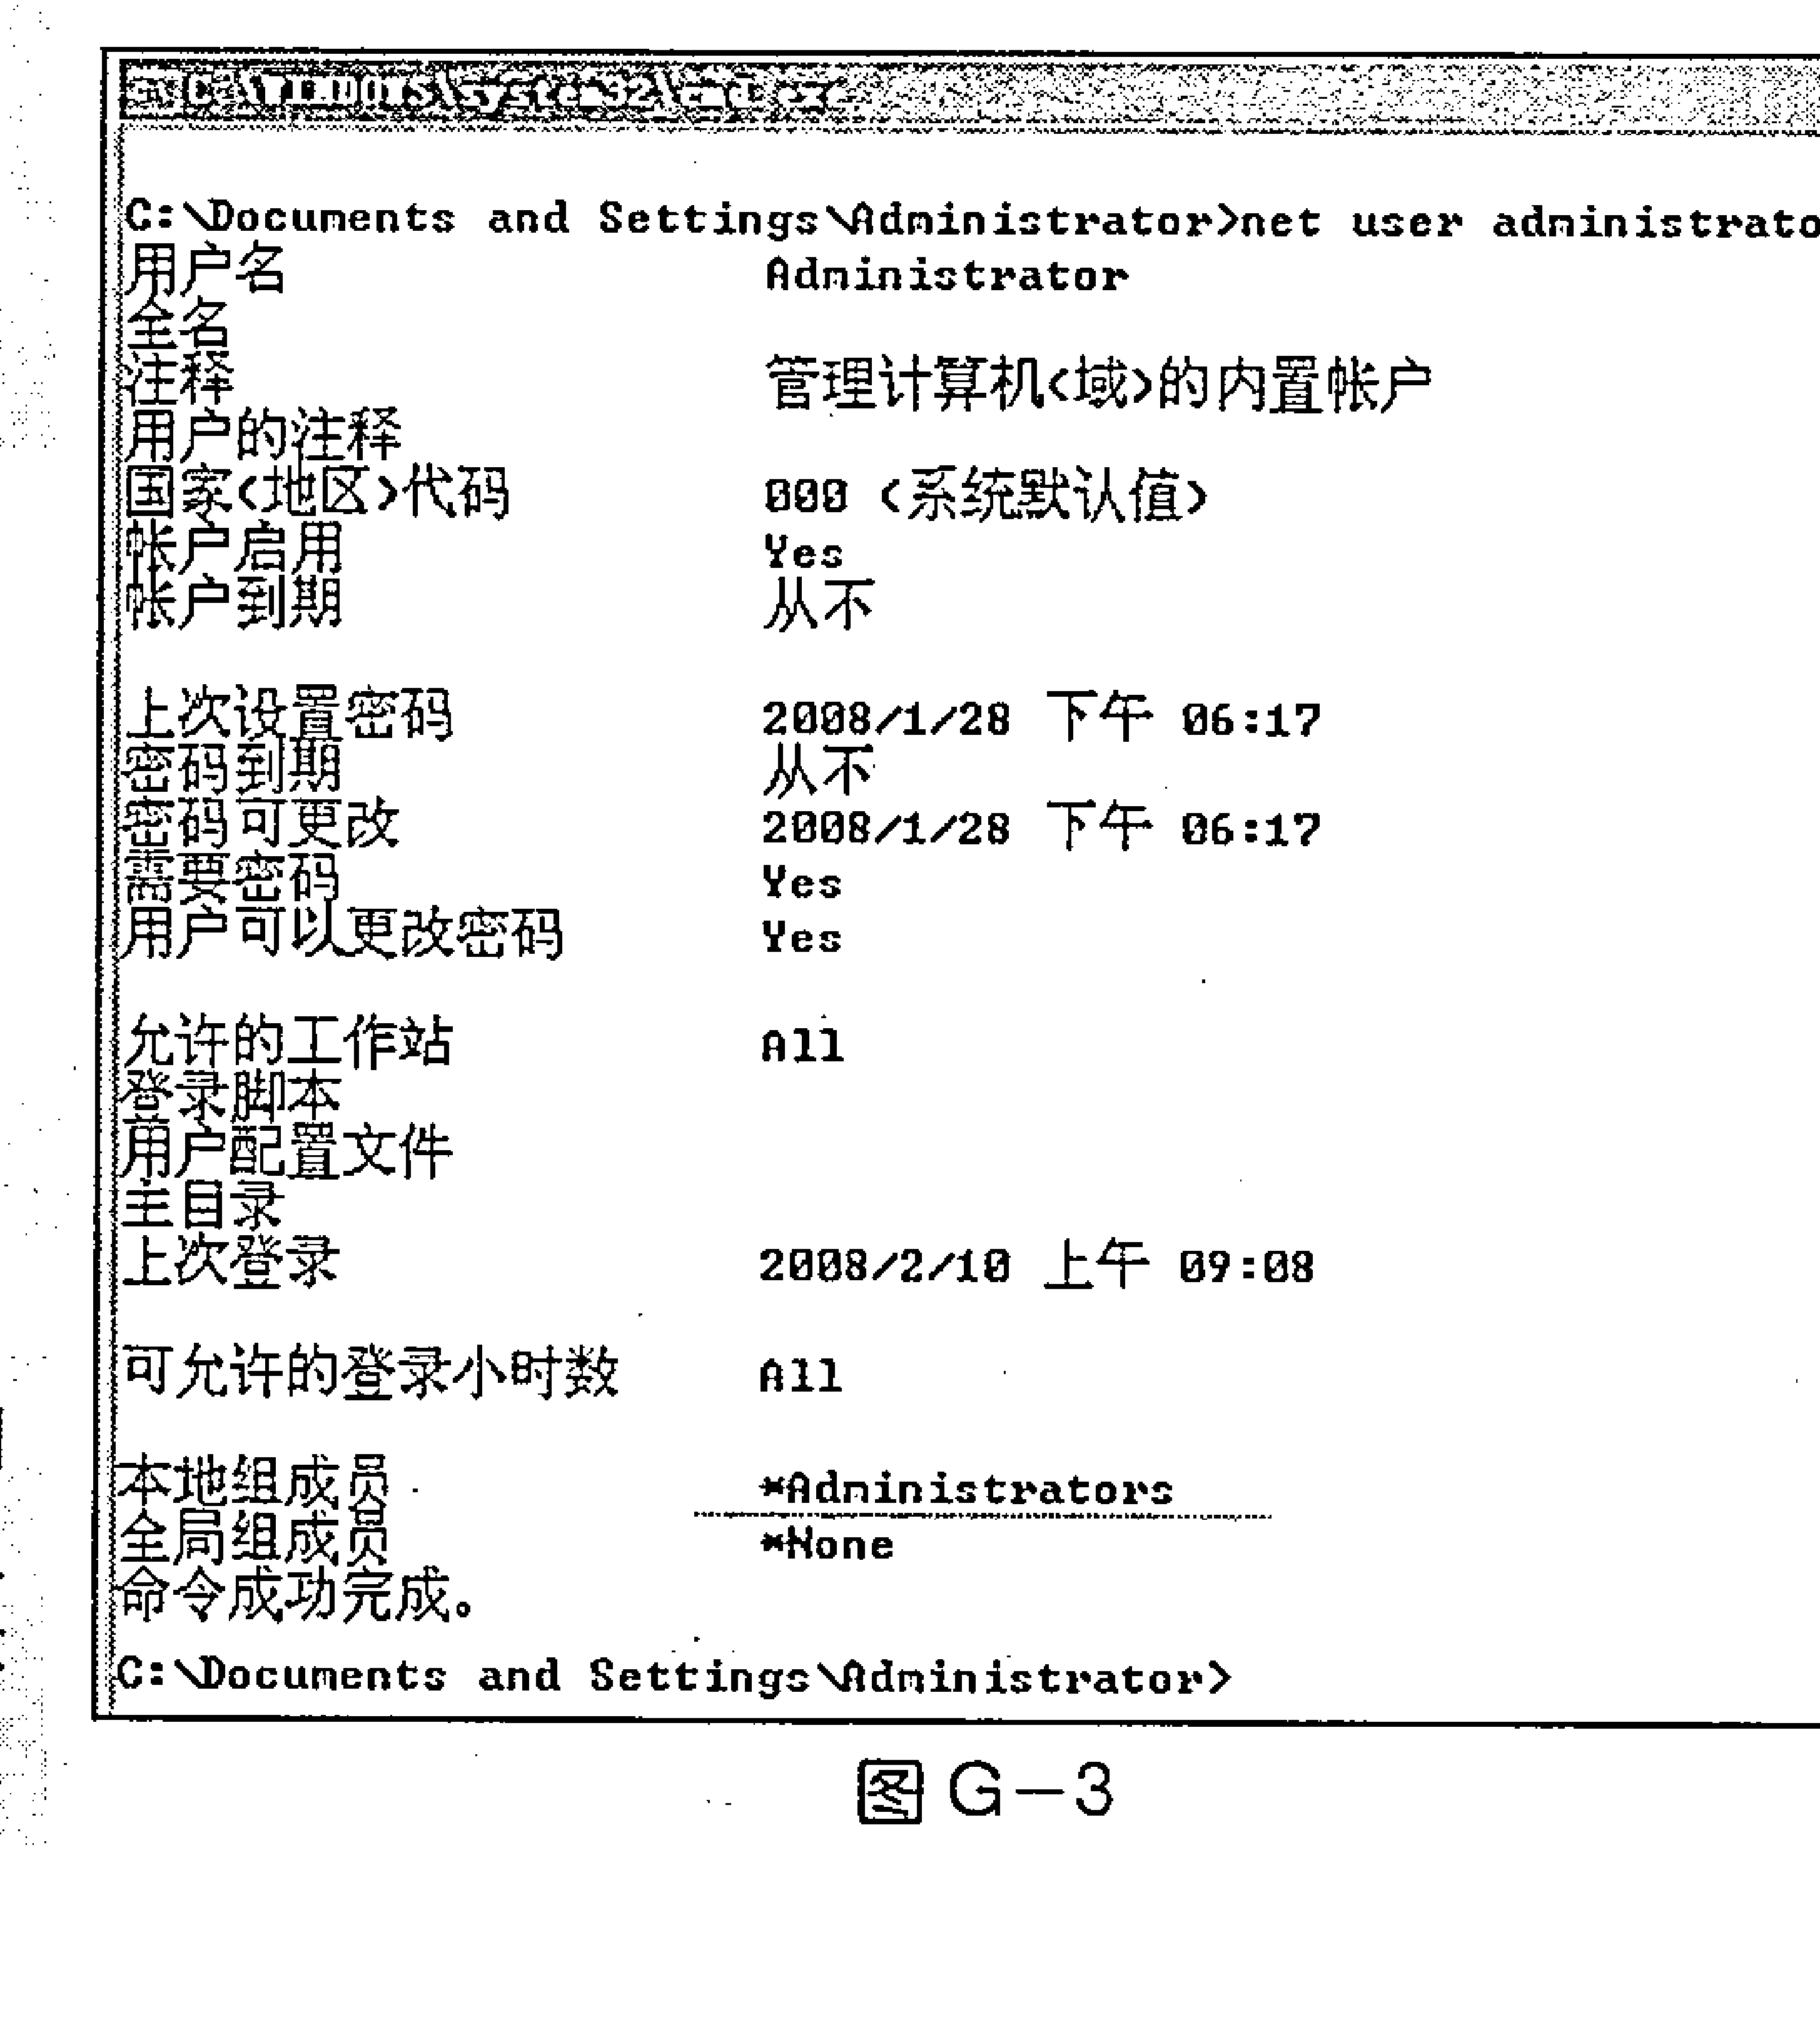 C:\WINDOWS\system32\cmd.exe
C:\Documents and Settings\Administrator>net user administrato
用户名 Administrator
全名
注释 管理计算机<域>的内置帐户
用户的注释
国家<地区>代码 000 <系统默认值>
帐户启用 Yes
帐户到期 从不
上次设置密码 2008/1/28 下午 06:17
密码到期 从不
密码可更改 2008/1/28 下午 06:17
需要密码 Yes
用户可以更改密码 Yes
允许的工作站 All
登录脚本
用户配置文件
主目录
上次登录 2008/2/10 上午 09:08
可允许的登录小时数 All
本地组成员 *Administrators
全局组成员 *None
命令成功完成。
C:\Documents and Settings\Administrator>
图 G-3